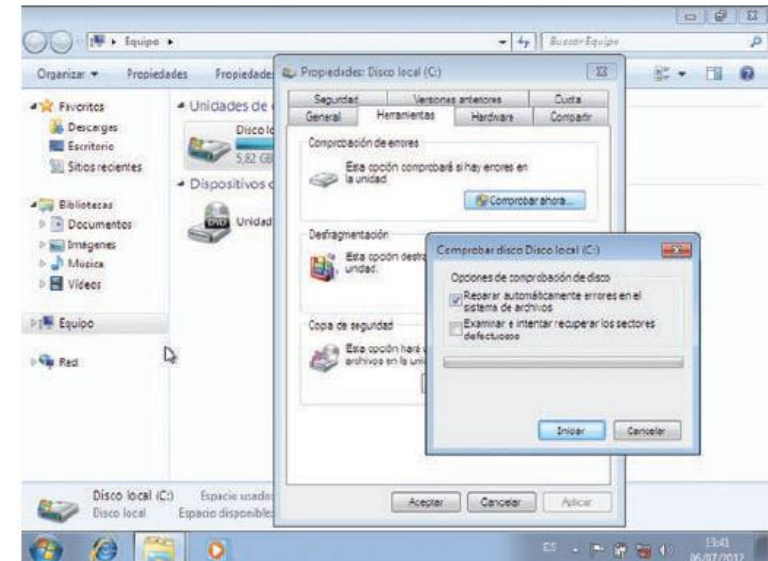 Equipo
Buscar Equipo
Organizar
Propiedades
Propiedade
Favoritos
Descargas
Escritorio
Sitios recientes
Bibliotecas
Documentos
Imágenes
Música
Vídeos
Equipo
Red
Unidades de
Disco lo
5,82 GB
Dispositivos
DVD
Unidad
Propiedades: Disco local (C:)
Seguridad Versiones anteriores Cuota
General Herramientas Hardware Compartir
Comprobación de errores
Esta opción comprobará si hay errores en
la unidad.
Comprobar ahora...
Desfragmentación
Esta opción desfra
unidad.
Copia de seguridad
Esta opción hará
archivos en la uni
Aceptar Cancelar Aplicar
Comprobar disco Disco local (C:)
Opciones de comprobación de disco
Reparar automáticamente errores en el
sistema de archivos
Examinar e intentar recuperar los sectores
defectuosos
Iniciar Cancelar
Disco local (C:) Espacio usado:
Disco local Espacio disponible:
ES 13:41
06/07/2012